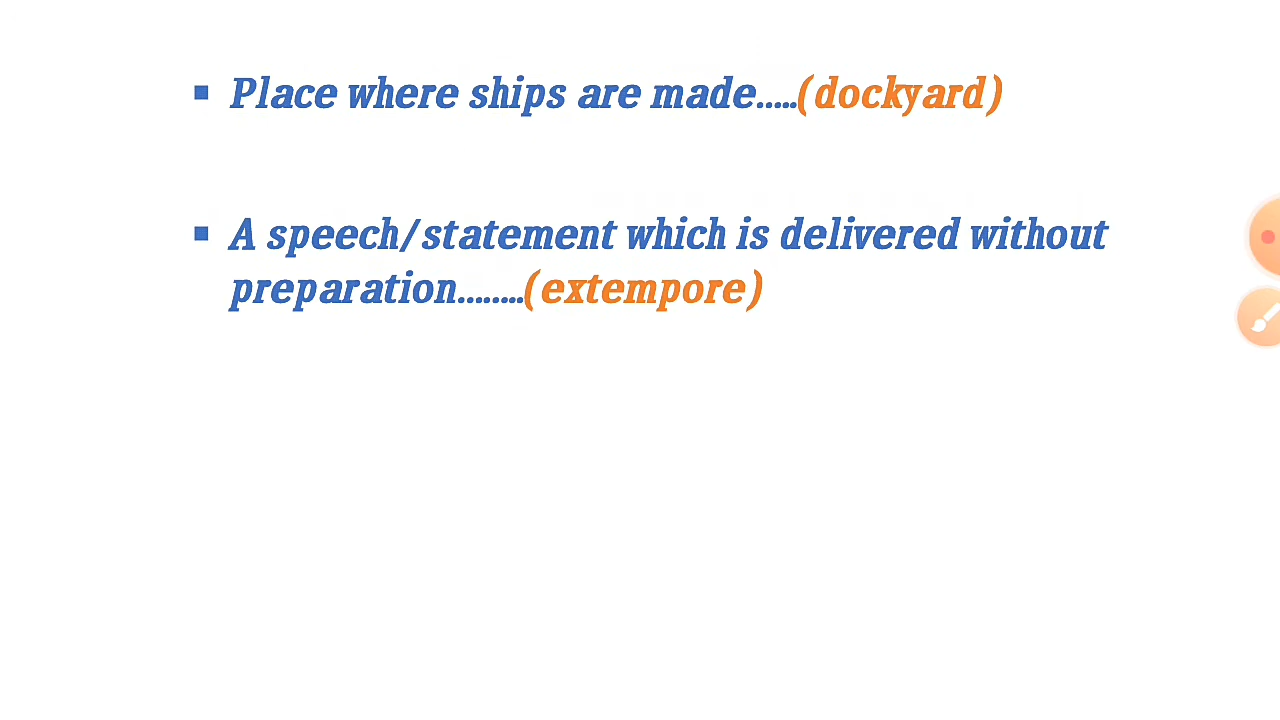 ▪ Place where ships are made.....(dockyard)
▪ A speech/statement which is delivered without
preparation........(extempore)